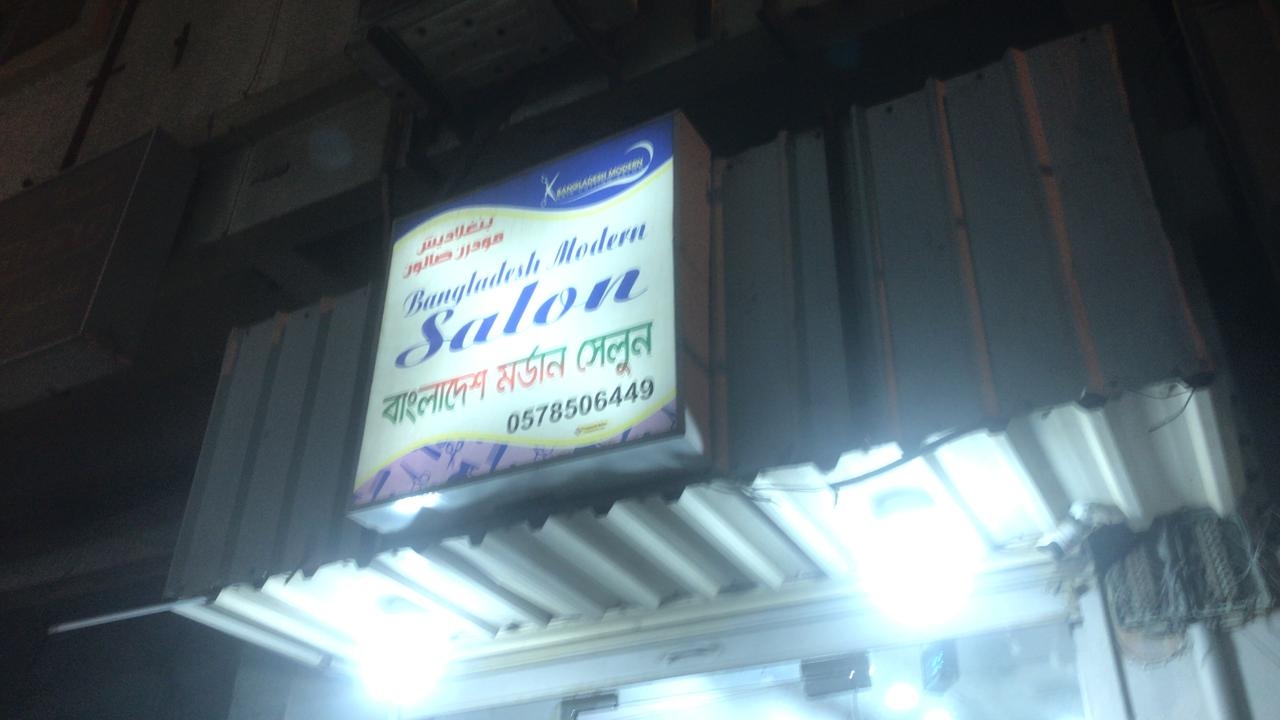 BANGLADESH MODERN
بنغلاديش
مودرن صالون
Bangladesh Modern
Salon
বাংলাদেশ মর্ডান সেলুন
0578506449